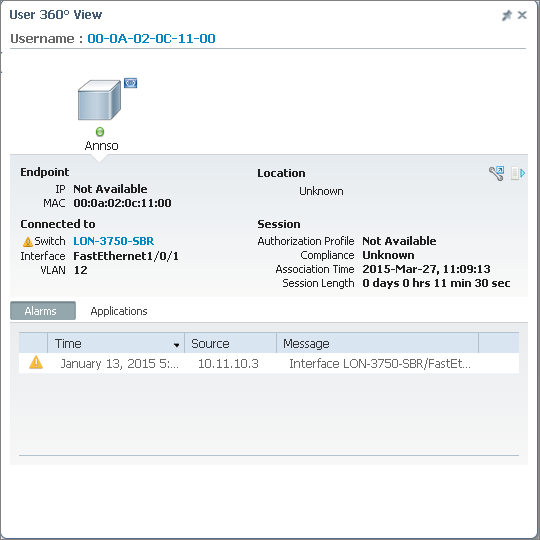 User 360° View
Username : 00-0A-02-0C-11-00
Annso
Endpoint
IP Not Available
MAC 00:0a:02:0c:11:00
Location
Unknown
Connected to
Switch LON-3750-SBR
Interface FastEthernet1/0/1
VLAN 12
Session
Authorization Profile Not Available
Compliance Unknown
Association Time 2015-Mar-27, 11:09:13
Session Length 0 days 0 hrs 11 min 30 sec
Alarms Applications
Time Source Message
January 13, 2015 5:... 10.11.10.3 Interface LON-3750-SBR/FastEt...